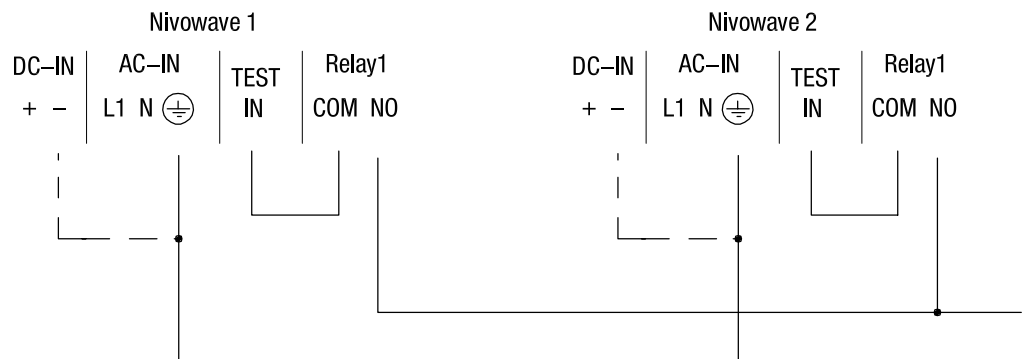 Nivowave 1
DC–IN AC–IN TEST Relay1
+ – L1 N IN COM NO
Nivowave 2
DC–IN AC–IN TEST Relay1
+ – L1 N IN COM NO